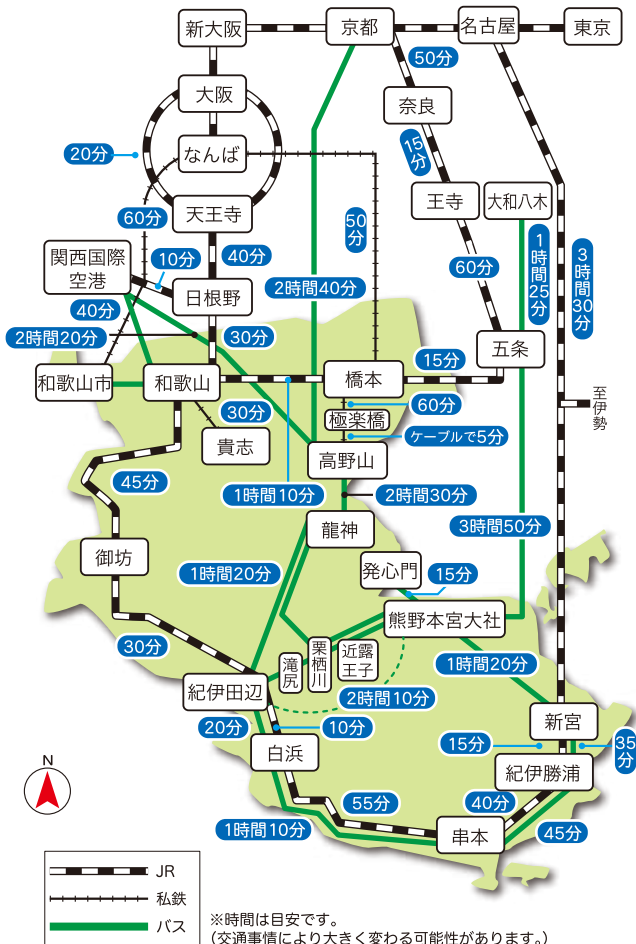 新大阪
京都
名古屋
東京
50分
大阪
奈良
なんば
20分
15分
王寺
大和八木
天王寺
60分
50分
関西国際
空港
10分
40分
60分
1時間25分
3時間30分
40分
日根野
2時間40分
2時間20分
30分
五条
15分
和歌山市
和歌山
橋本
至伊勢
60分
極楽橋
30分
貴志
ケーブルで5分
高野山
45分
1時間10分
2時間30分
龍神
3時間50分
御坊
1時間20分
発心門
15分
熊野本宮大社
30分
栗栖川
近露
王子
滝尻
1時間20分
紀伊田辺
2時間10分
新宮
20分
10分
白浜
15分
35分
紀伊勝浦
N
55分
40分
1時間10分
串本
45分
JR
私鉄
バス
※時間は目安です。
(交通事情により大きく変わる可能性があります。)